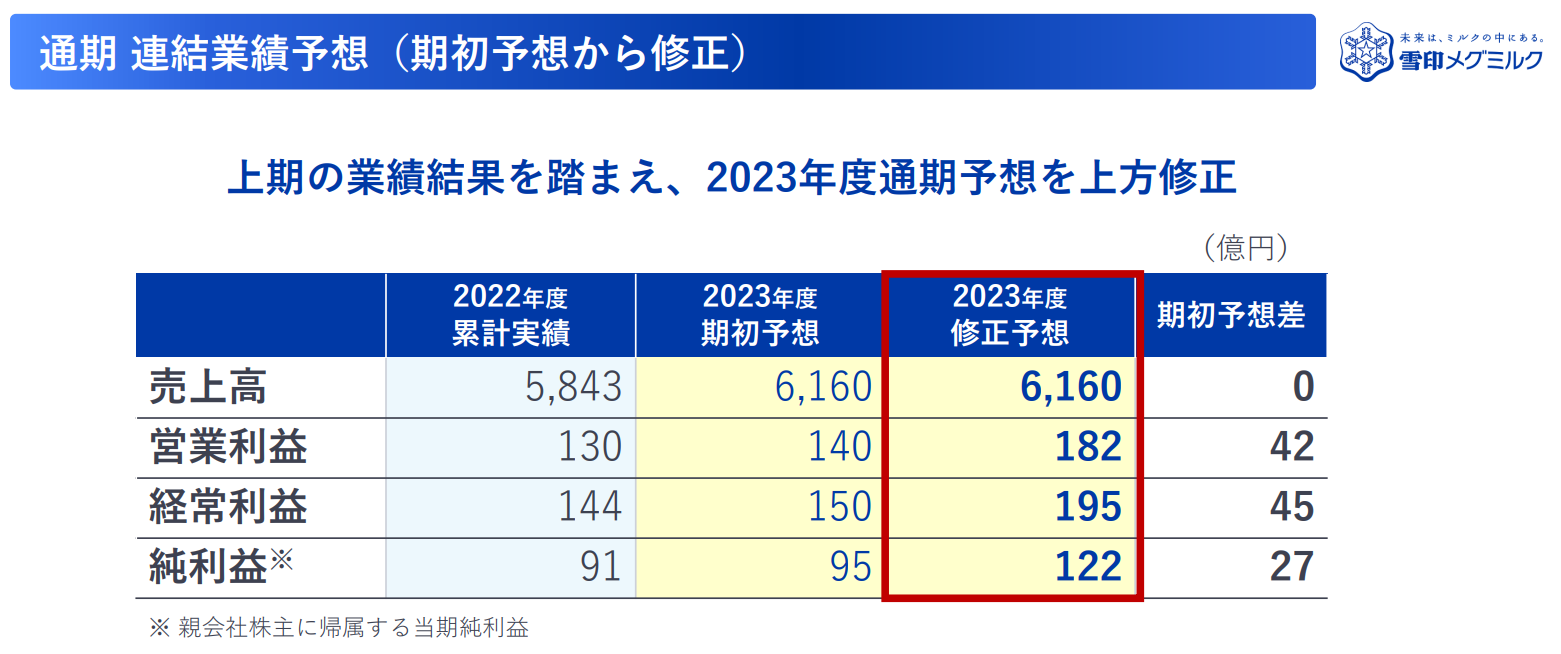 通期 連結業績予想（期初予想から修正）
未来は、ミルクの中にある。
雪印メグミルク
上期の業績結果を踏まえ、2023年度通期予想を上方修正
（億円）
2022年度 累計実績 2023年度 期初予想 2023年度 修正予想 期初予想差
売上高 5,843 6,160 6,160 0
営業利益 130 140 182 42
経常利益 144 150 195 45
純利益※ 91 95 122 27
※ 親会社株主に帰属する当期純利益